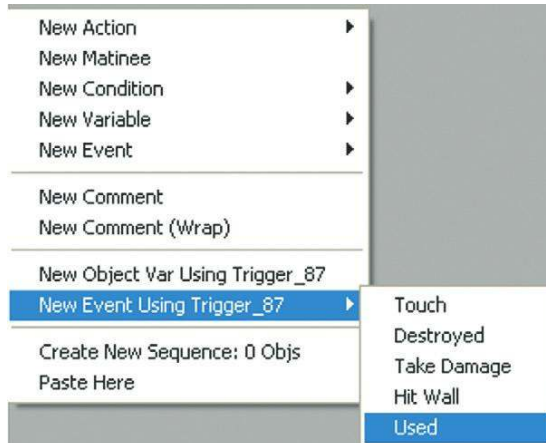 New Action
New Matinee
New Condition
New Variable
New Event
New Comment
New Comment (Wrap)
New Object Var Using Trigger_87
New Event Using Trigger_87
Create New Sequence: 0 Objs
Paste Here
Touch
Destroyed
Take Damage
Hit Wall
Used